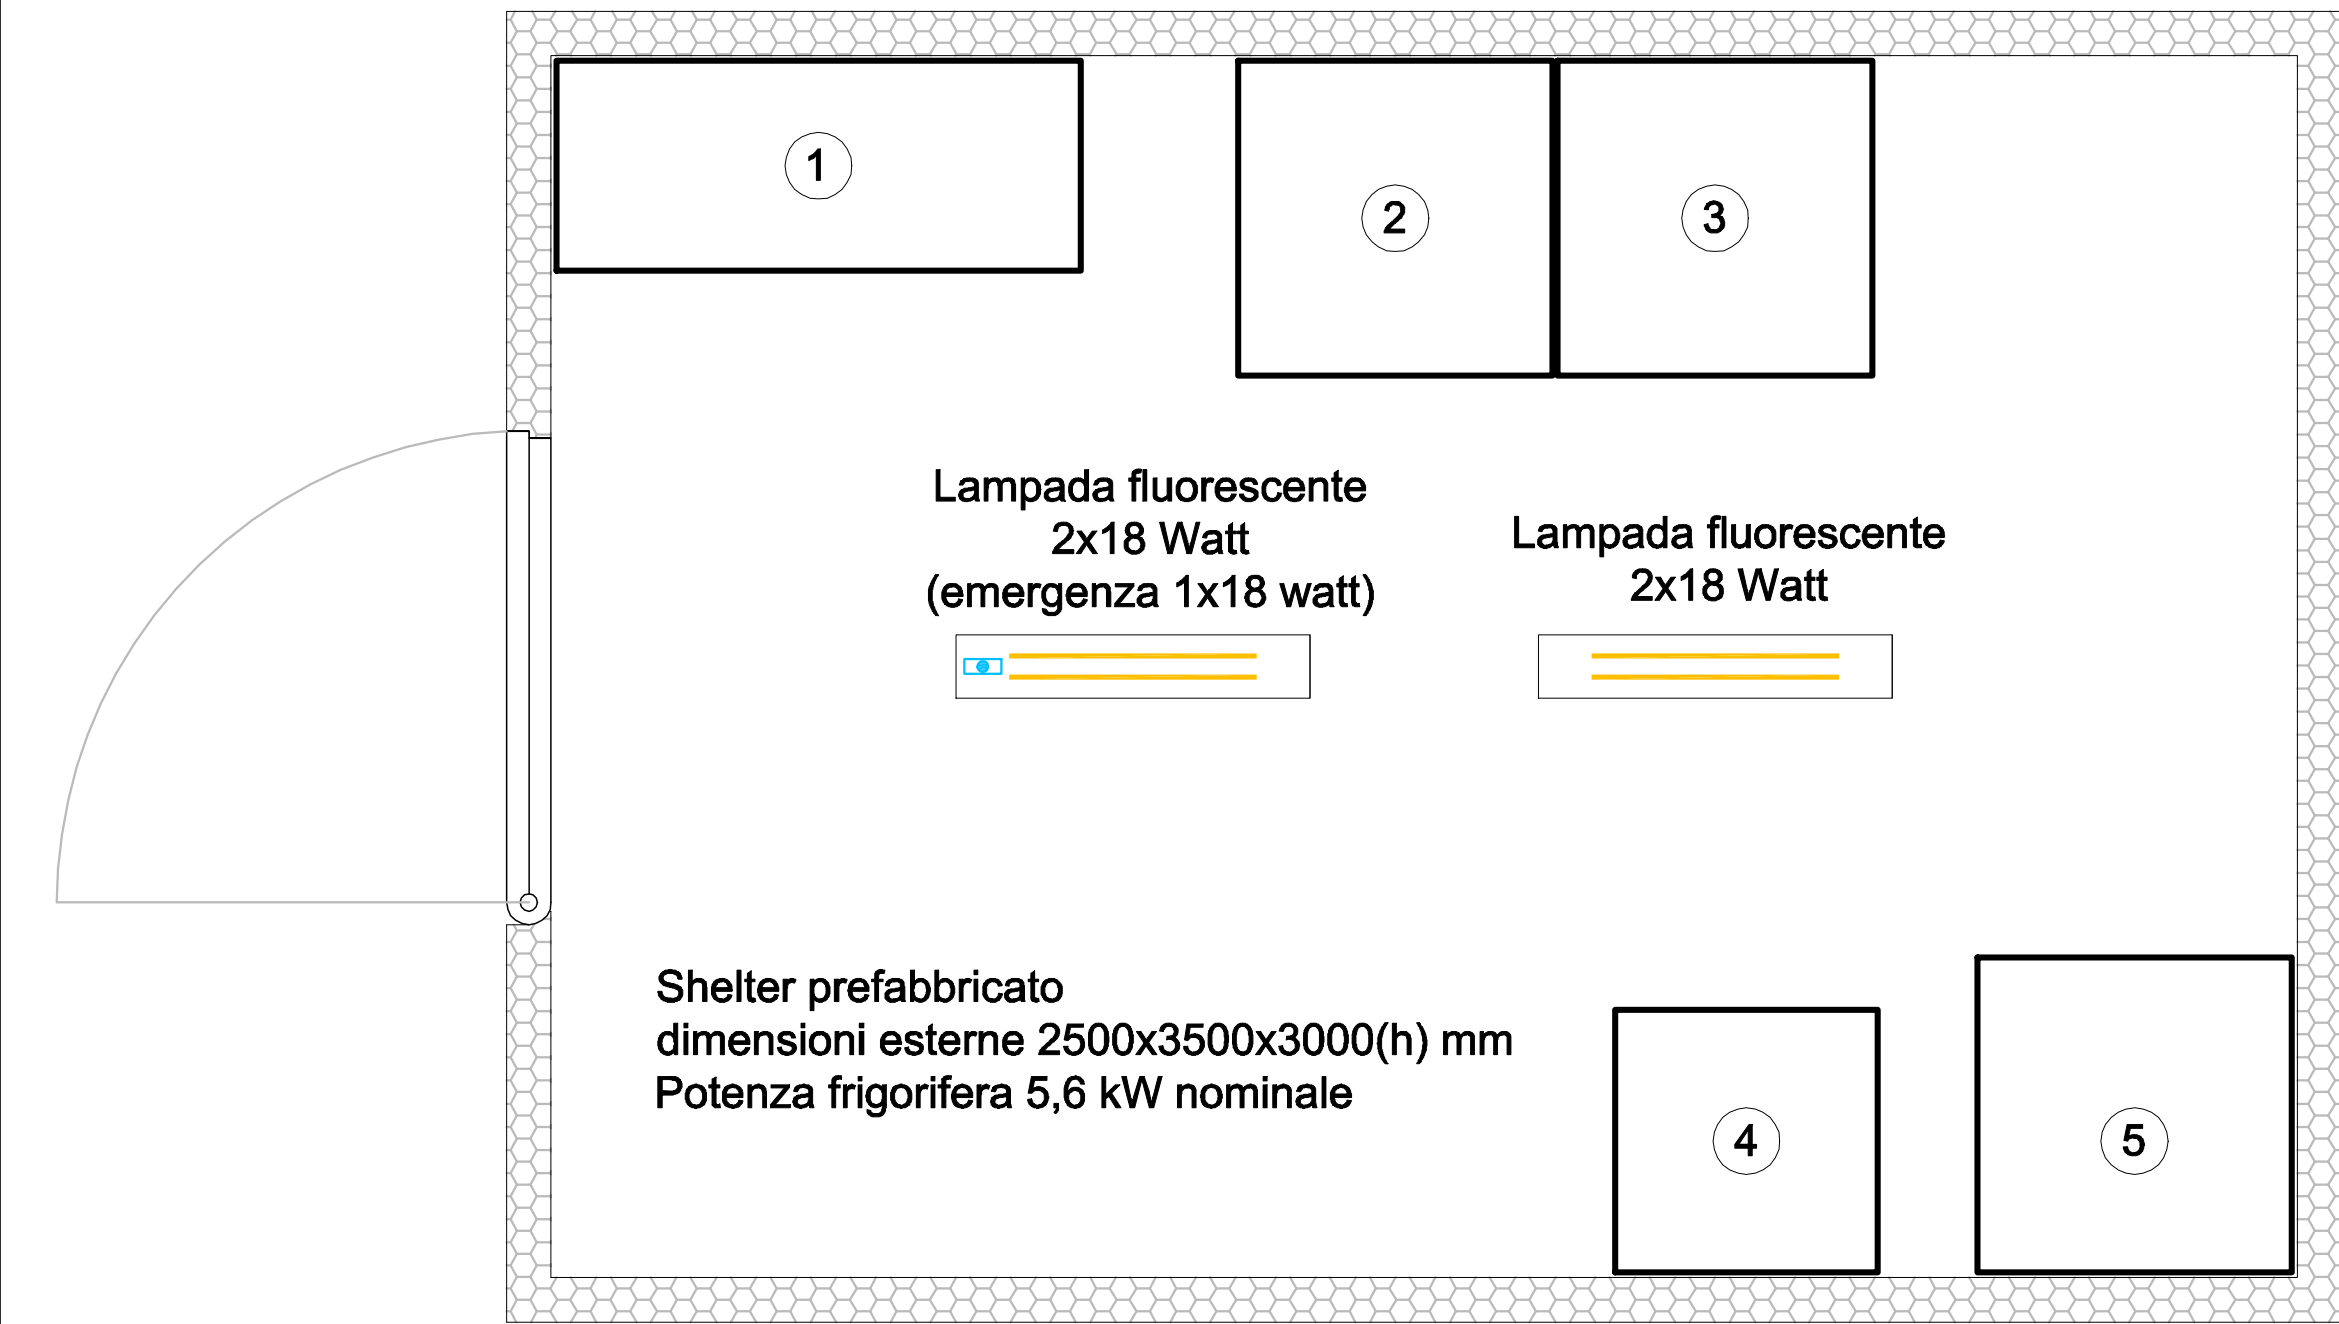 1
2
3
Lampada fluorescente
2x18 Watt
(emergenza 1x18 watt)
Lampada fluorescente
2x18 Watt
Shelter prefabbricato
dimensioni esterne 2500x3500x3000(h) mm
Potenza frigorifera 5,6 kW nominale
4
5